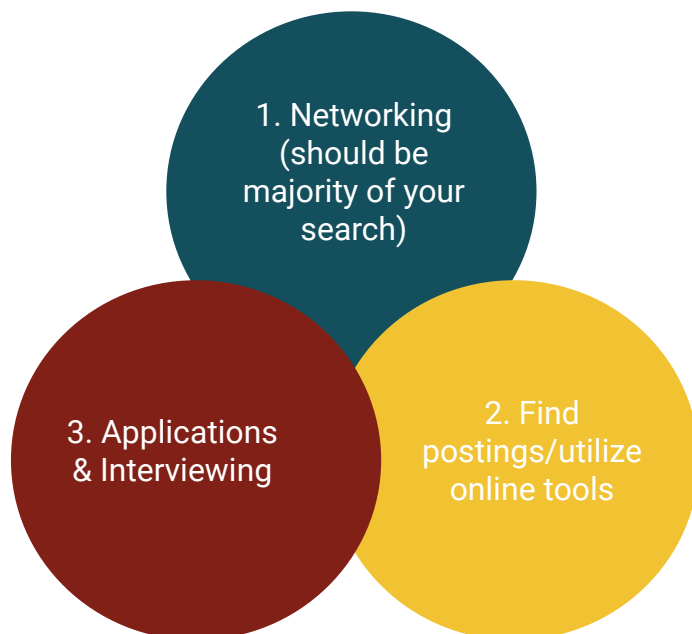 1. Networking
(should be
majority of your
search)
2. Find
postings/utilize
online tools
3. Applications
& Interviewing